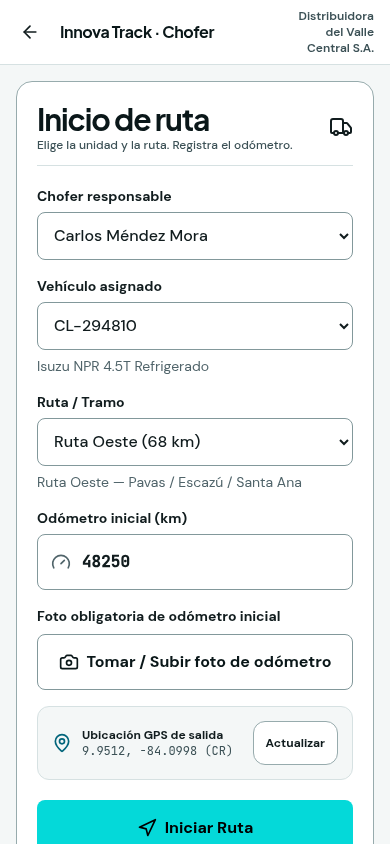 Innova Track · Chofer
Distribuidora
del Valle
Central S.A.
Inicio de ruta
Elige la unidad y la ruta. Registra el odómetro.
Chofer responsable
Carlos Méndez Mora
Vehículo asignado
CL-294810
Isuzu NPR 4.5T Refrigerado
Ruta / Tramo
Ruta Oeste (68 km)
Ruta Oeste — Pavas / Escazú / Santa Ana
Odómetro inicial (km)
48250
Foto obligatoria de odómetro inicial
Tomar / Subir foto de odómetro
Ubicación GPS de salida
9.9512, -84.0998 (CR)
Actualizar
Iniciar Ruta